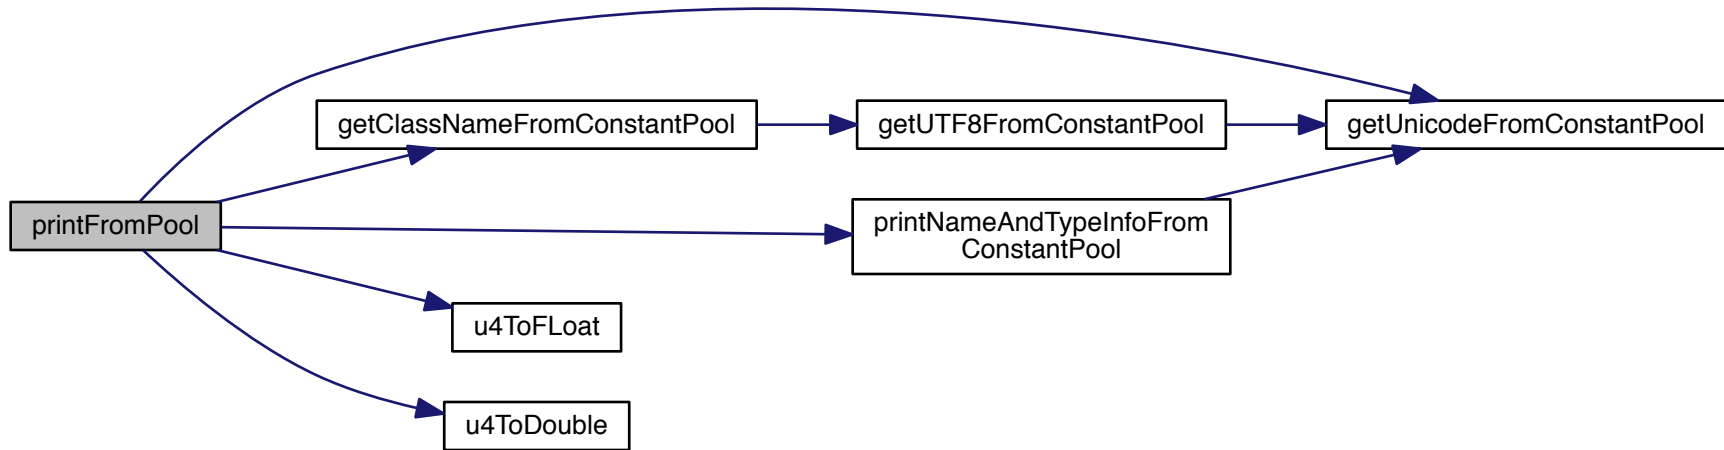 getClassNameFromConstantPool
getUTF8FromConstantPool
getUnicodeFromConstantPool
printFromPool
printNameAndTypeInfoFrom
ConstantPool
u4ToFLoat
u4ToDouble